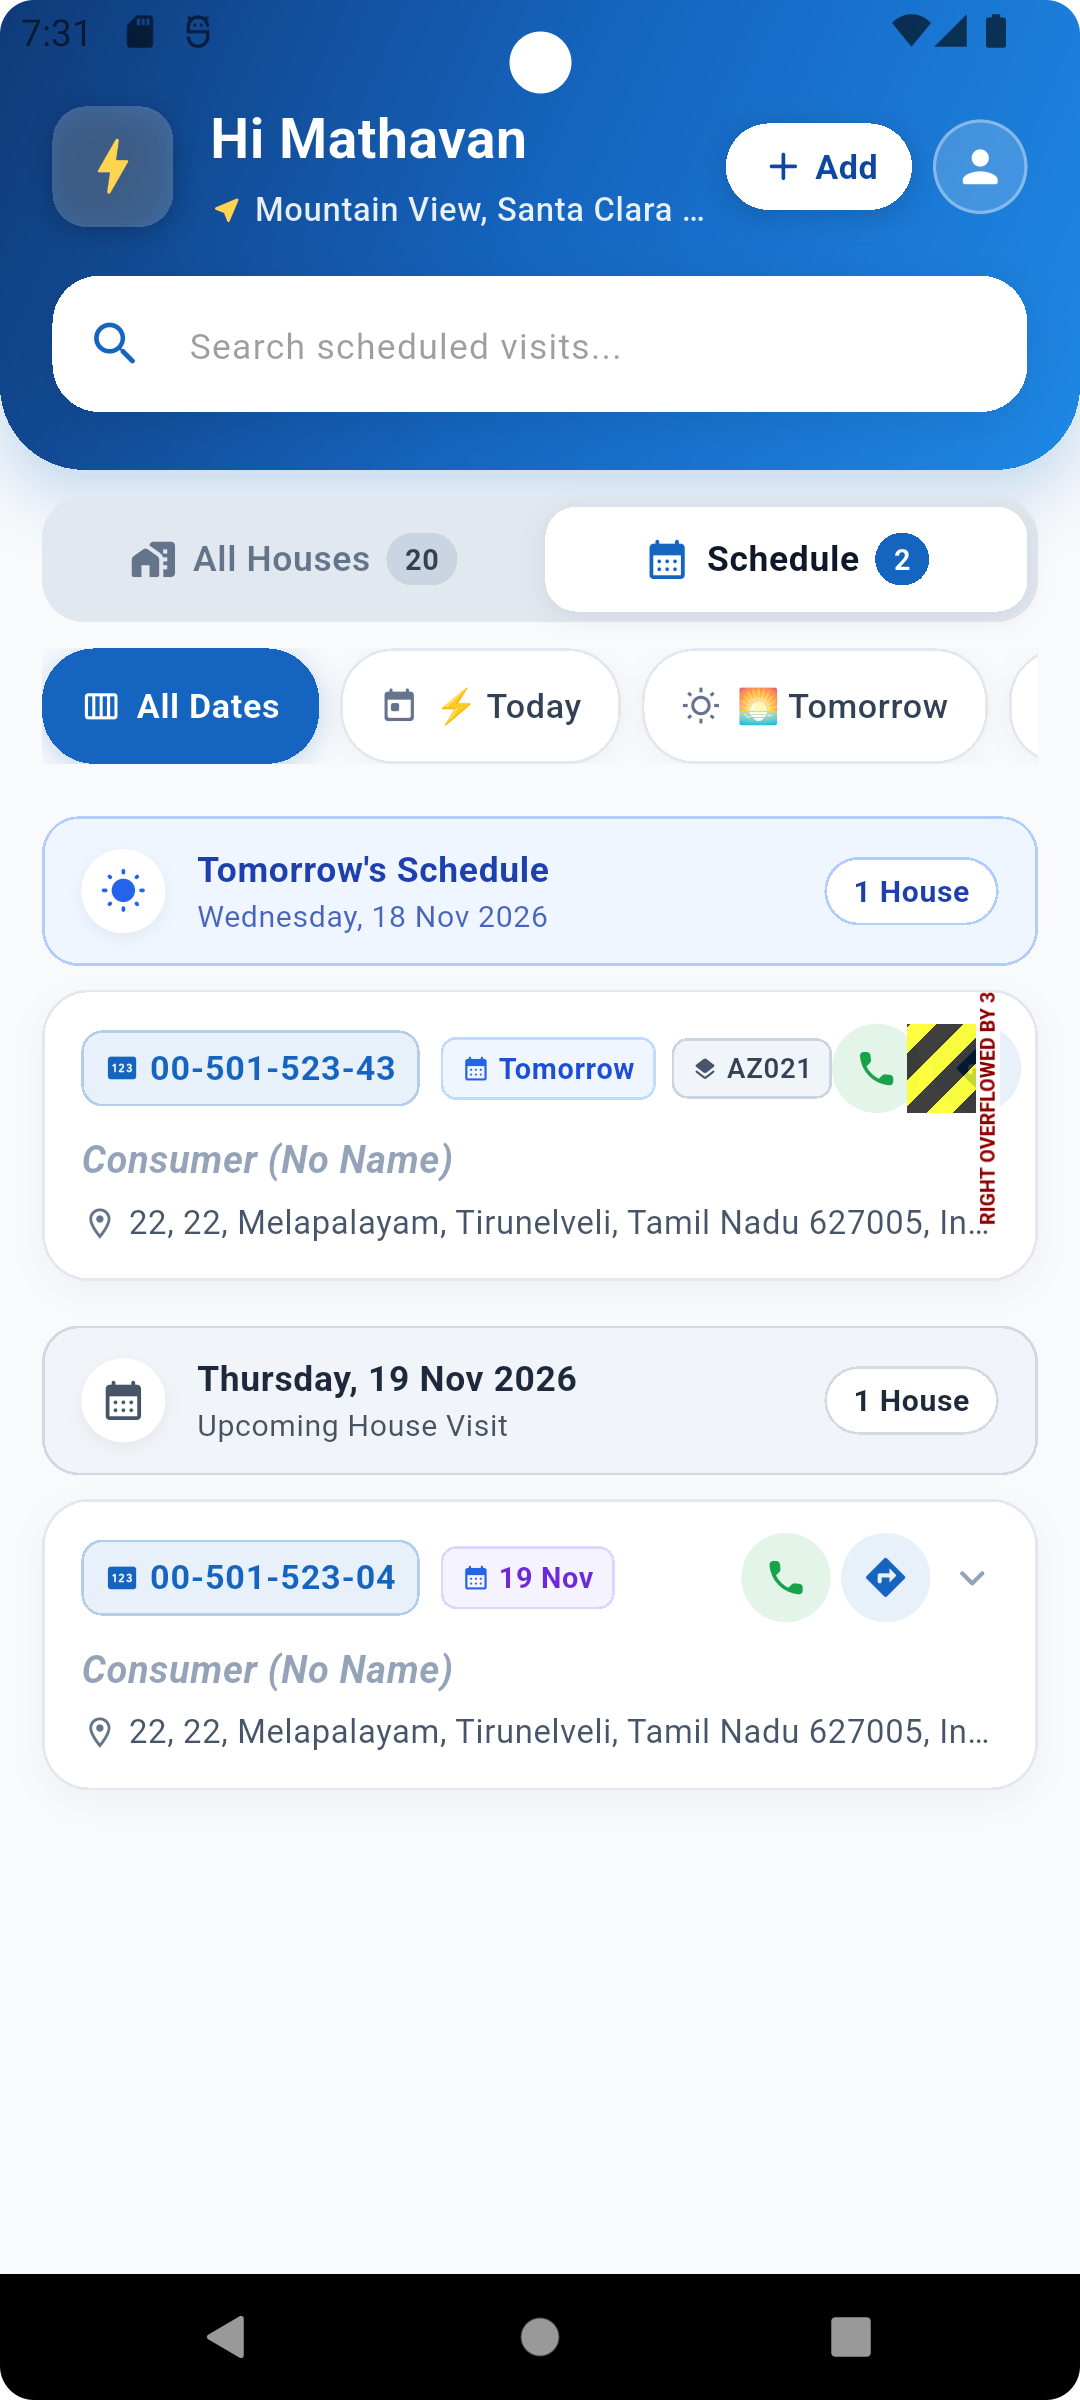 7:31
Hi Mathavan
Mountain View, Santa Clara ...
+ Add
Search scheduled visits...
All Houses 20
Schedule 2
All Dates
⚡ Today
🌅 Tomorrow
Tomorrow's Schedule
Wednesday, 18 Nov 2026
1 House
123 00-501-523-43
Tomorrow
AZ021
RIGHT OVERFLOWED BY 3
Consumer (No Name)
22, 22, Melapalayam, Tirunelveli, Tamil Nadu 627005, In...
Thursday, 19 Nov 2026
Upcoming House Visit
1 House
123 00-501-523-04
19 Nov
Consumer (No Name)
22, 22, Melapalayam, Tirunelveli, Tamil Nadu 627005, In...